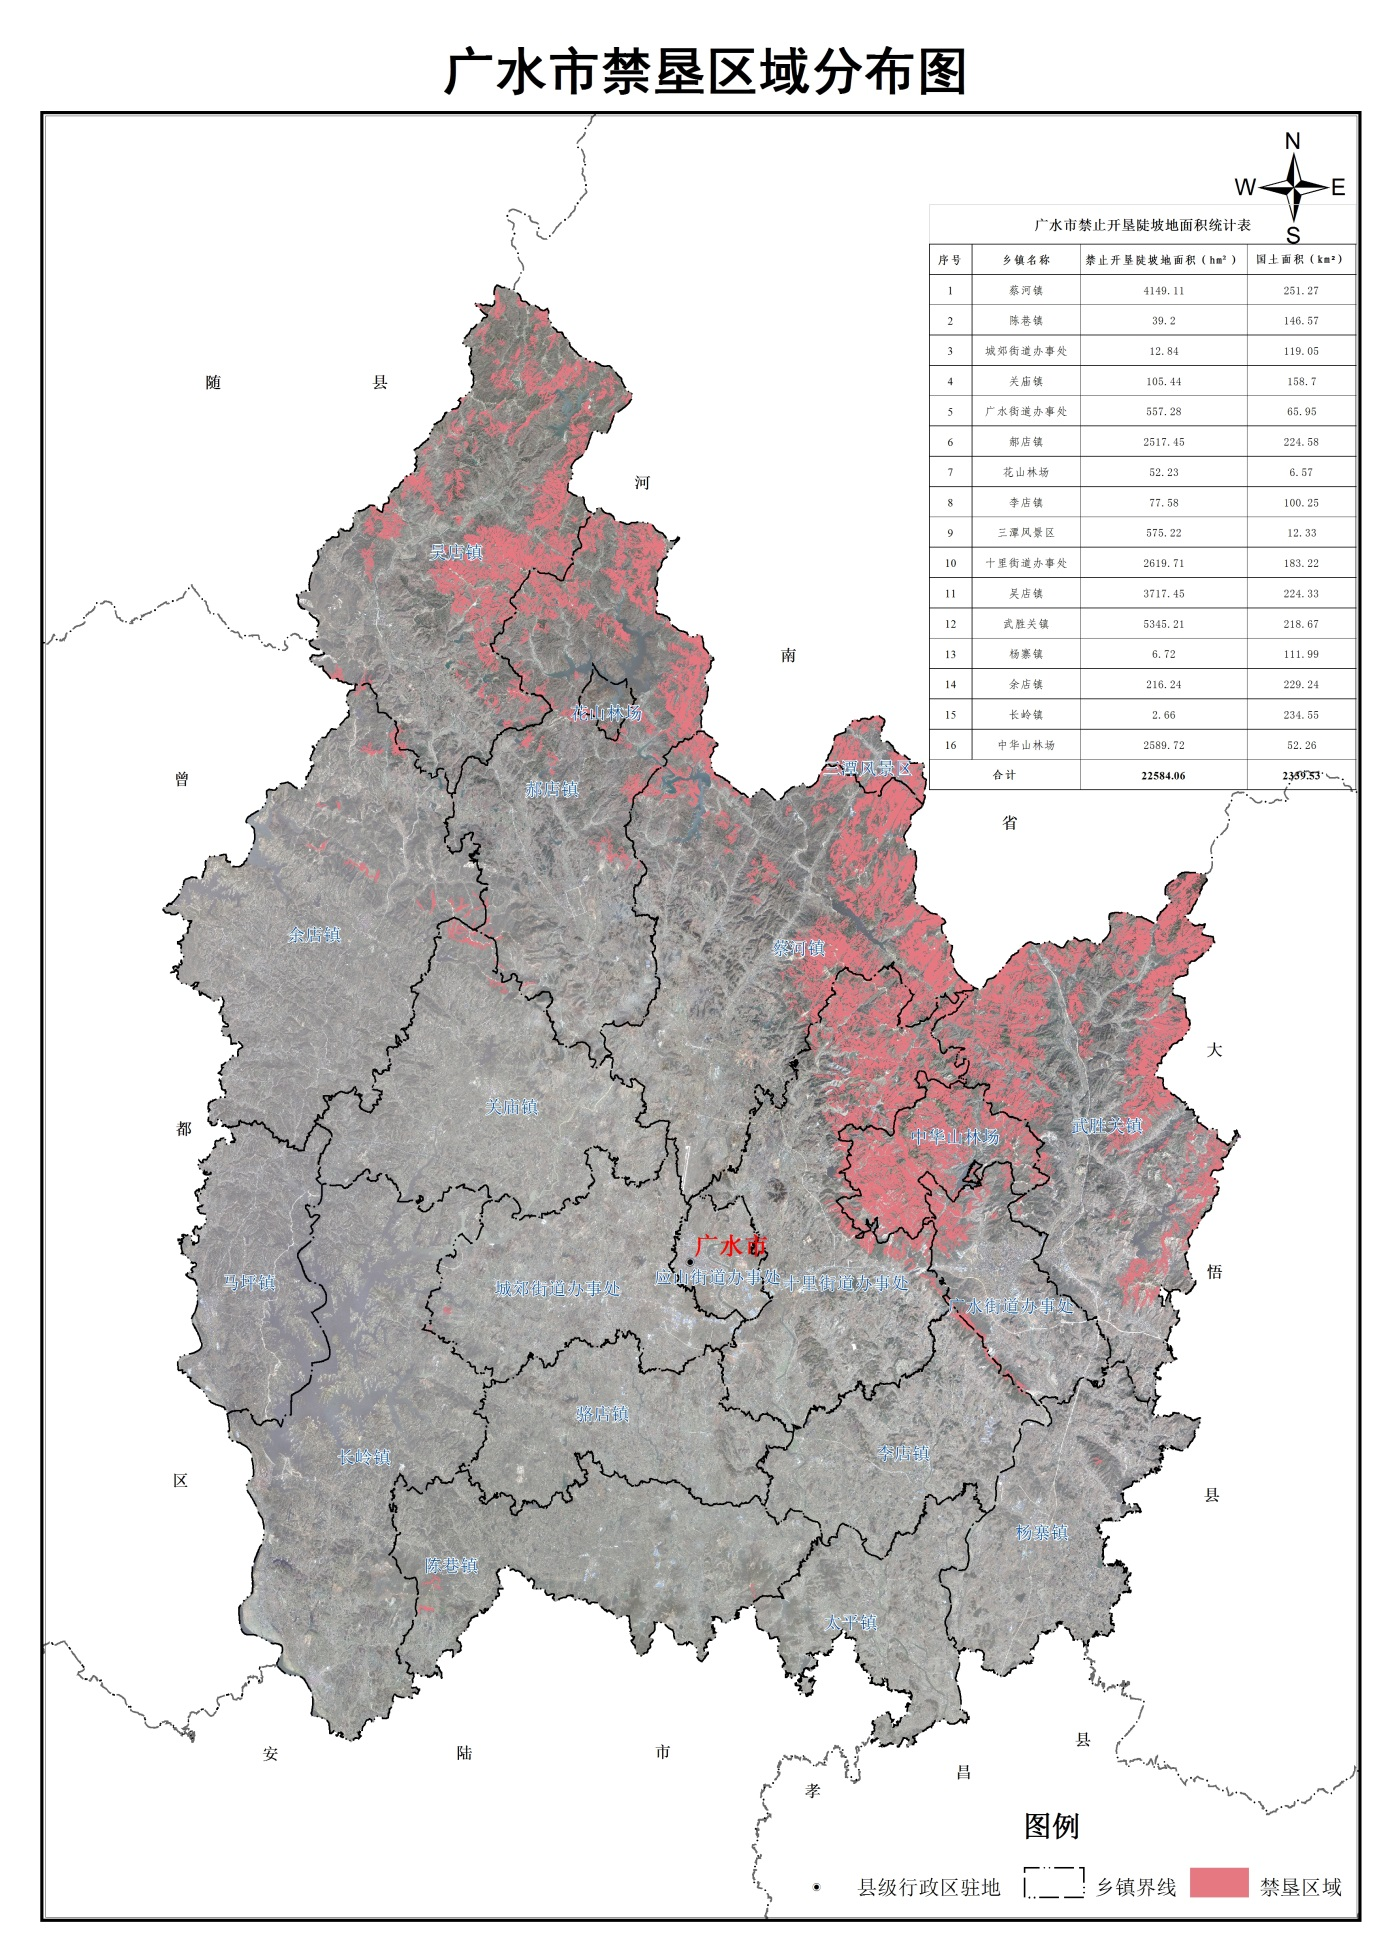 广水市禁垦区域分布图
N
W E
S
广水市禁止开垦陡坡地面积统计表
序号 乡镇名称 禁止开垦陡坡地面积（hm²） 国土面积（km²）
1 蔡河镇 4149.11 251.27
2 陈巷镇 39.2 146.57
3 城郊街道办事处 12.84 119.05
4 关庙镇 105.44 158.7
5 广水街道办事处 557.28 65.95
6 郝店镇 2517.45 224.58
7 花山林场 52.23 6.57
8 李店镇 77.58 100.25
9 三潭风景区 575.22 12.33
10 十里街道办事处 2619.71 183.22
11 吴店镇 3717.45 224.33
12 武胜关镇 5345.21 218.67
13 杨寨镇 6.72 111.99
14 余店镇 216.24 229.24
15 长岭镇 2.66 234.55
16 中华山林场 2589.72 52.26
合计 22584.06 2339.53
随 县
河
吴店镇
南
花山林场
三潭风景区
曾
郝店镇
省
余店镇
蔡河镇
大
关庙镇
都
中华山林场
武胜关镇
广水市
悟
马坪镇
城郊街道办事处
应山街道办事处
十里街道办事处
广水街道办事处
骆店镇
长岭镇
李店镇
区
县
杨寨镇
陈巷镇
太平镇
安 陆 市
孝 昌 县
图例
县级行政区驻地
乡镇界线
禁垦区域